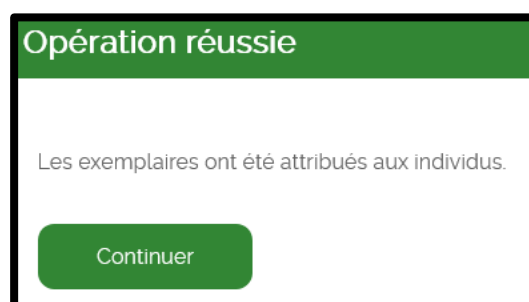 Opération réussie
Les exemplaires ont été attribués aux individus.
Continuer